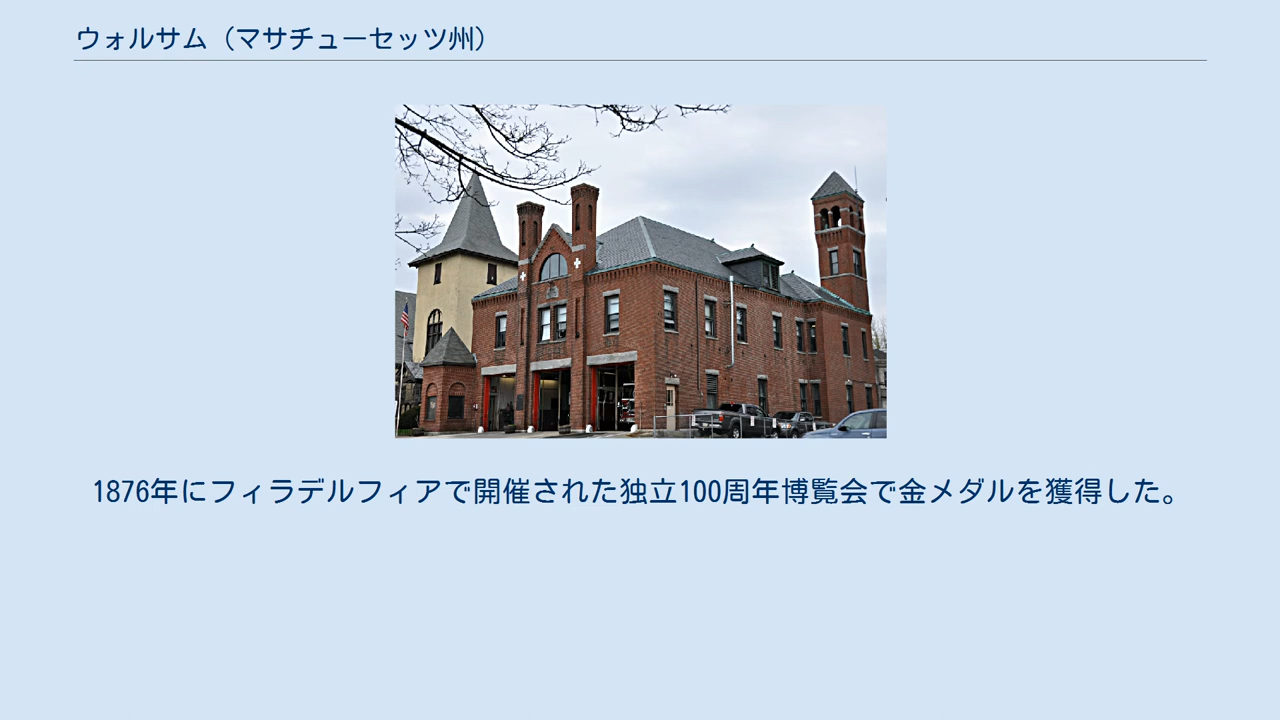 ウォルサム（マサチューセッツ州）
1876年にフィラデルフィアで開催された独立100周年博覧会で金メダルを獲得した。